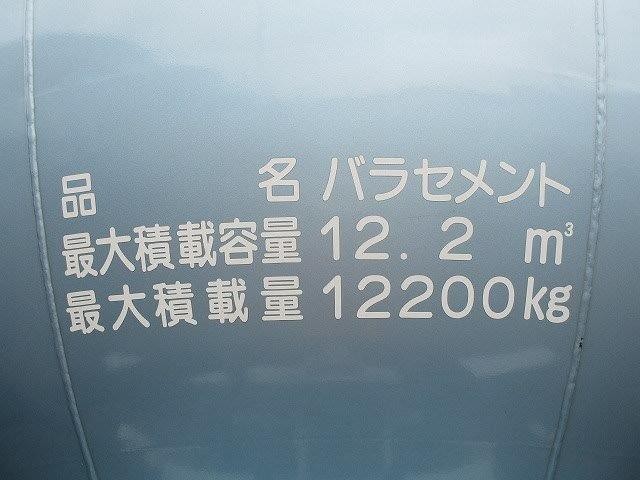 品名 バラセメント
最大積載容量 12.2 m³
最大積載量 12200kg